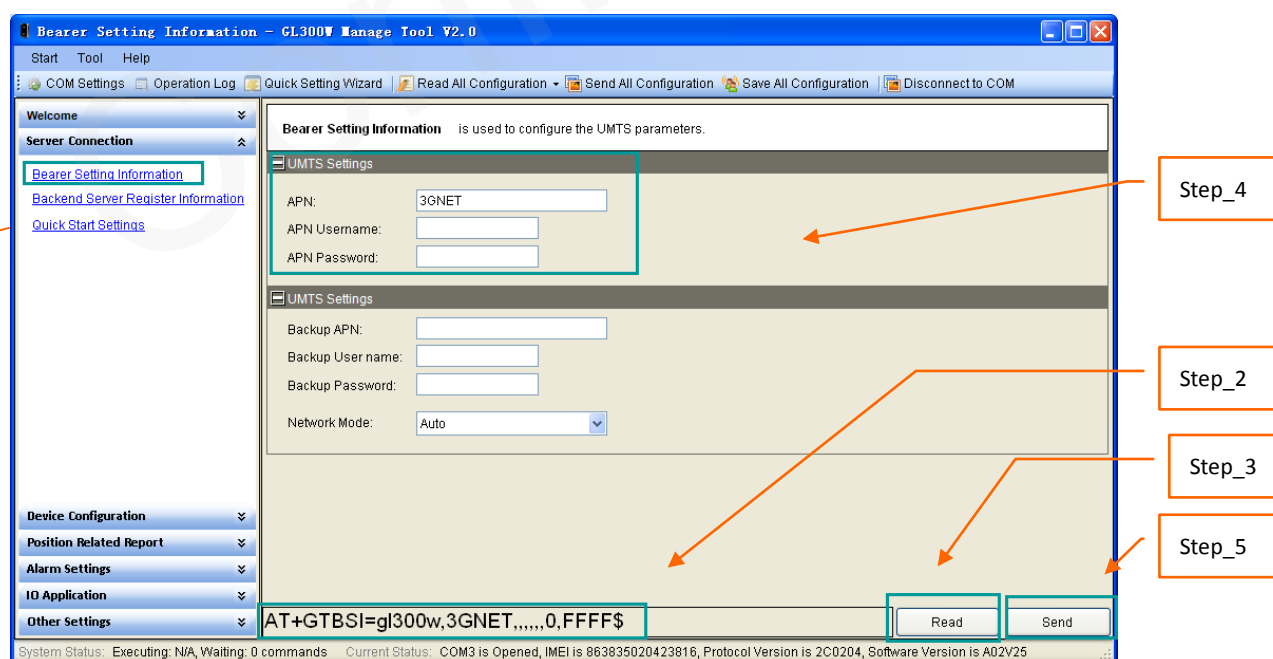 Bearer Setting Information - GL300W Manage Tool V2.0
Start Tool Help
COM Settings Operation Log Quick Setting Wizard Read All Configuration Send All Configuration Save All Configuration Disconnect to COM
Welcome
Server Connection
Bearer Setting Information
Backend Server Register Information
Quick Start Settings
Bearer Setting Information is used to configure the UMTS parameters.
UMTS Settings
APN: 3GNET
APN Username:
APN Password:
UMTS Settings
Backup APN:
Backup User name:
Backup Password:
Network Mode: Auto
Step_4
Step_2
Step_3
Step_5
Device Configuration
Position Related Report
Alarm Settings
IO Application
Other Settings
AT+GTBSI=gl300w,3GNET,,,,,,0,FFFF$
Read
Send
System Status: Executing: N/A, Waiting: 0 commands Current Status: COM3 is Opened, IMEI is 863835020423816, Protocol Version is 2C0204, Software Version is A02V25